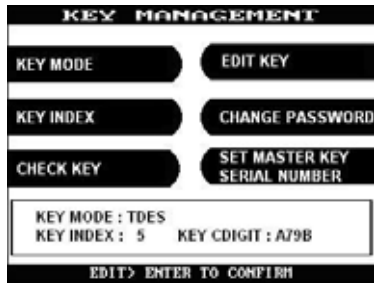 KEY MANAGEMENT
KEY MODE
EDIT KEY
KEY INDEX
CHANGE PASSWORD
CHECK KEY
SET MASTER KEY
SERIAL NUMBER
KEY MODE : TDES
KEY INDEX : 5 KEY CDIGIT : A79B
EDIT> ENTER TO CONFIRM